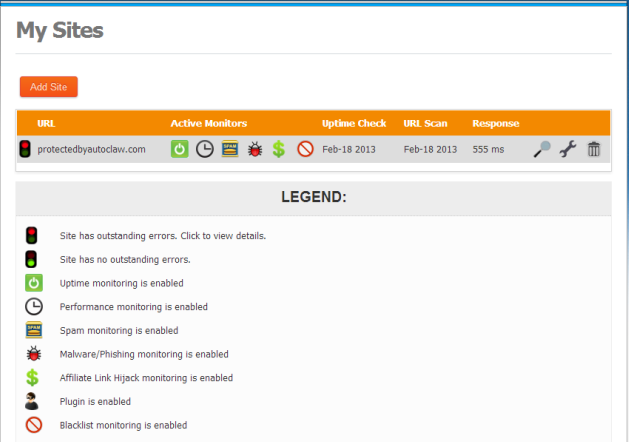 My Sites
Add Site
URL Active Monitors Uptime Check URL Scan Response
protectedbyautoclaw.com SPAM $ Feb-18 2013 Feb-18 2013 555 ms
LEGEND:
Site has outstanding errors. Click to view details.
Site has no outstanding errors.
Uptime monitoring is enabled
Performance monitoring is enabled
SPAM Spam monitoring is enabled
Malware/Phishing monitoring is enabled
$ Affiliate Link Hijack monitoring is enabled
Plugin is enabled
Blacklist monitoring is enabled